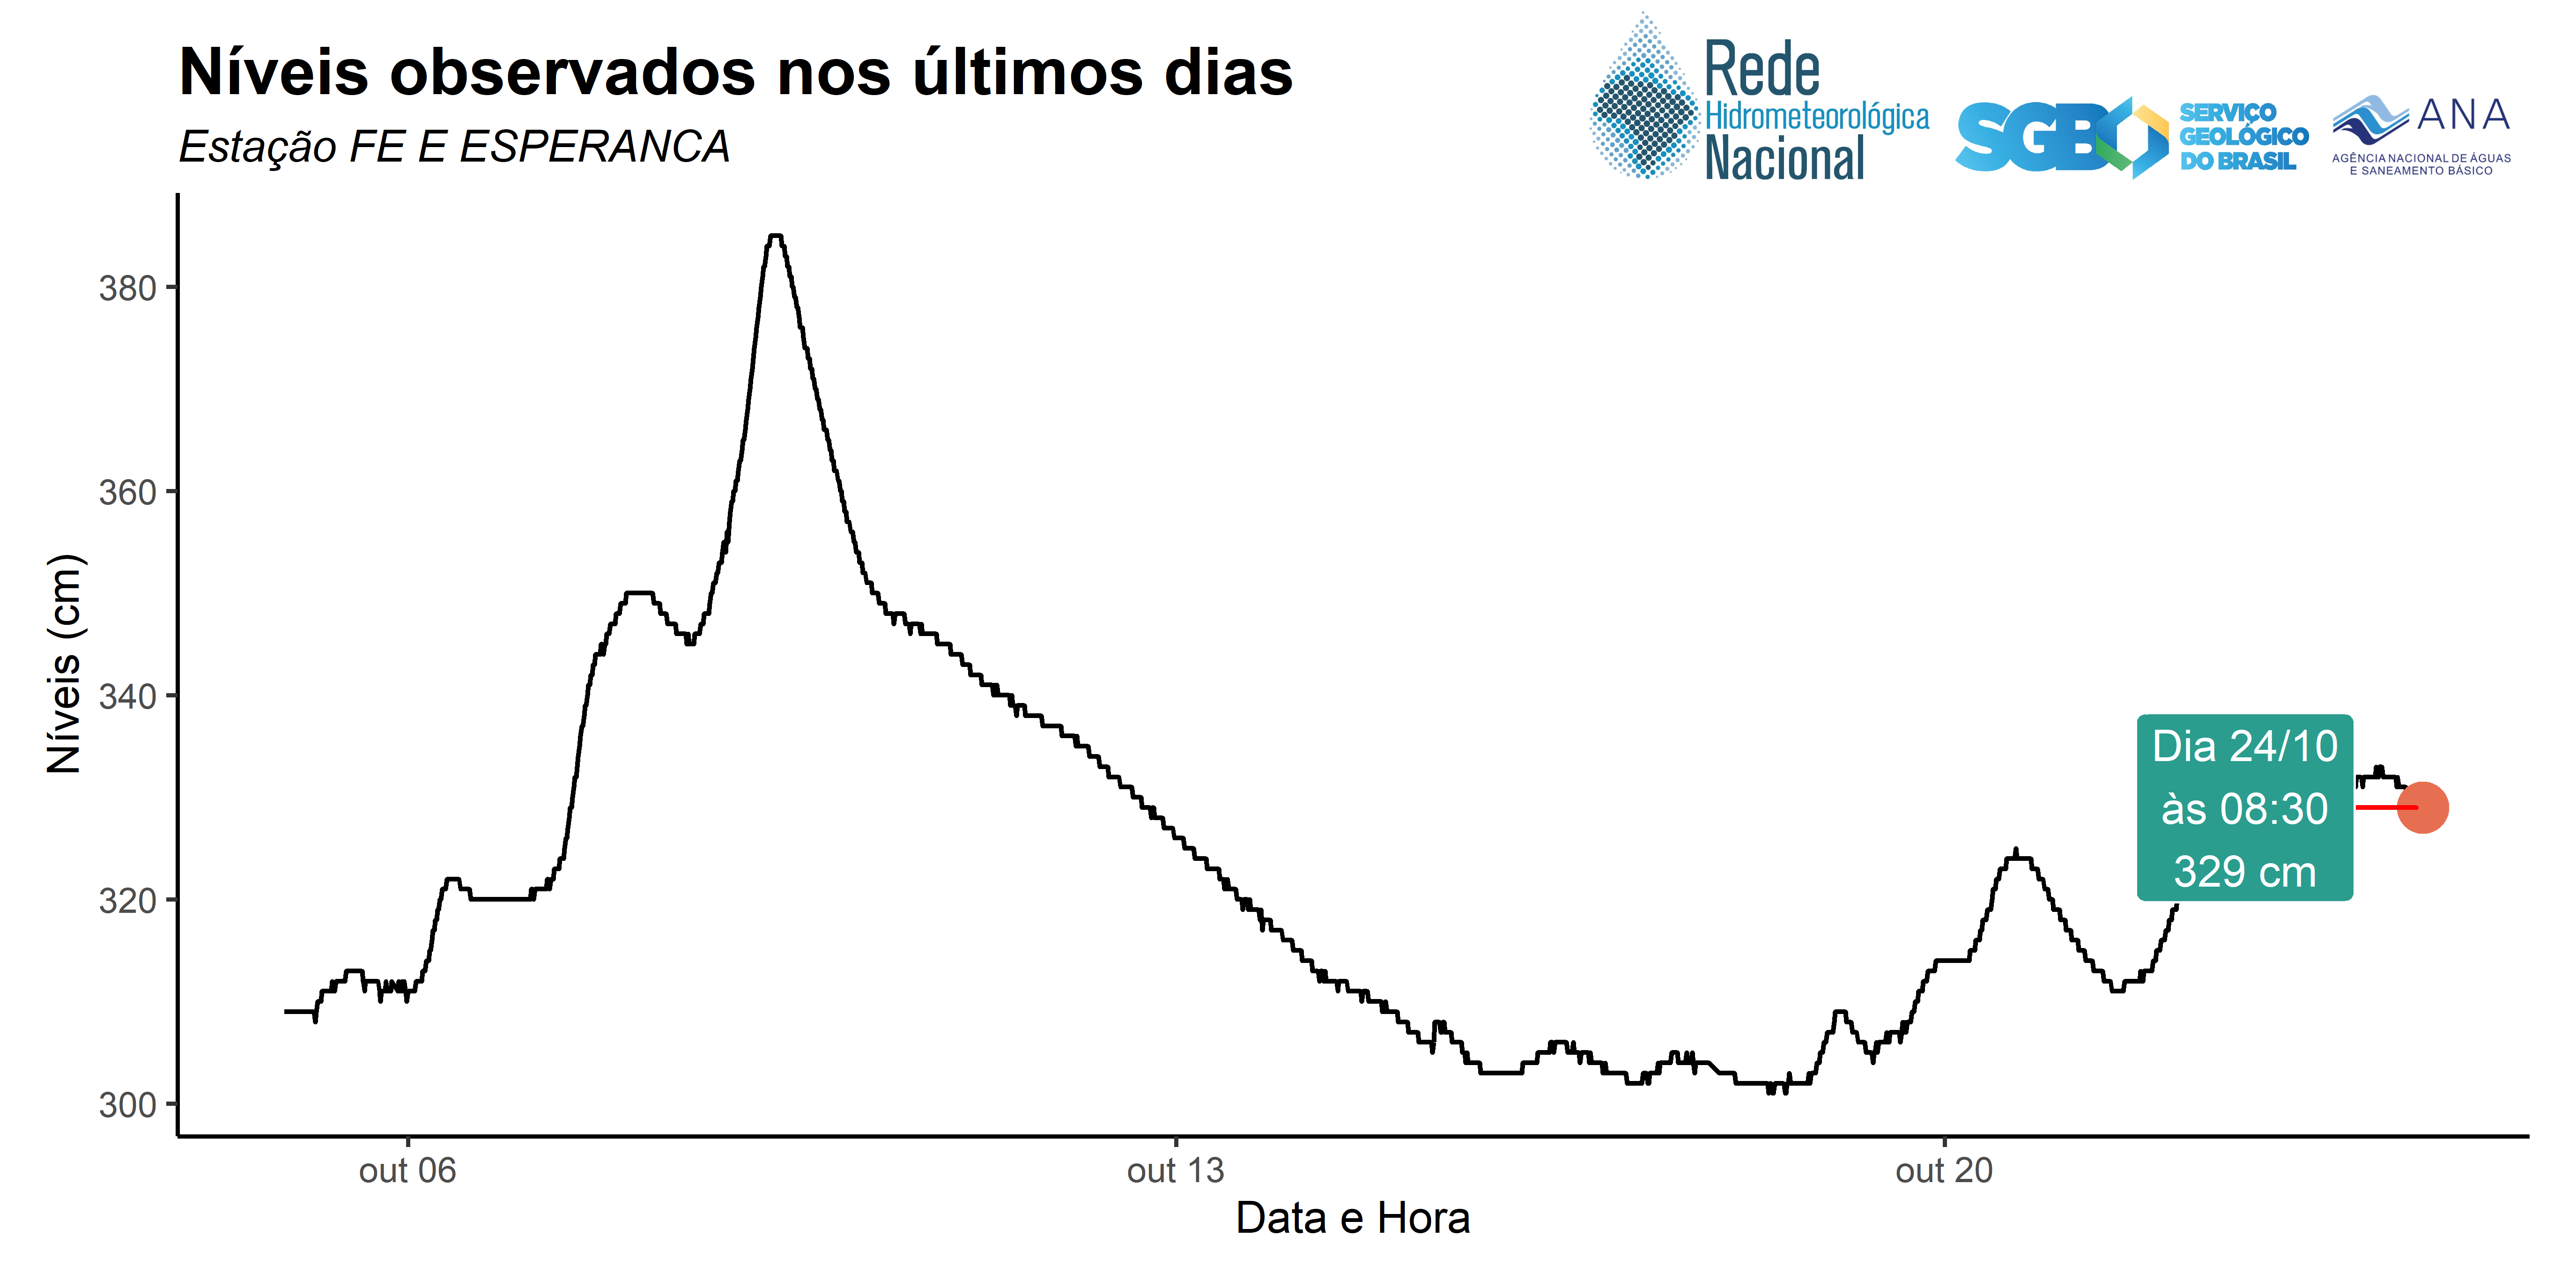 Níveis observados nos últimos dias
Estação FE E ESPERANCA
Rede
Hidrometeorológica
Nacional
SGB
SERVIÇO
GEOLÓGICO
DO BRASIL
ANA
AGÊNCIA NACIONAL DE ÁGUAS
E SANEAMENTO BÁSICO
Níveis (cm)
380
360
340
320
300
Dia 24/10
às 08:30
329 cm
out 06
out 13
out 20
Data e Hora